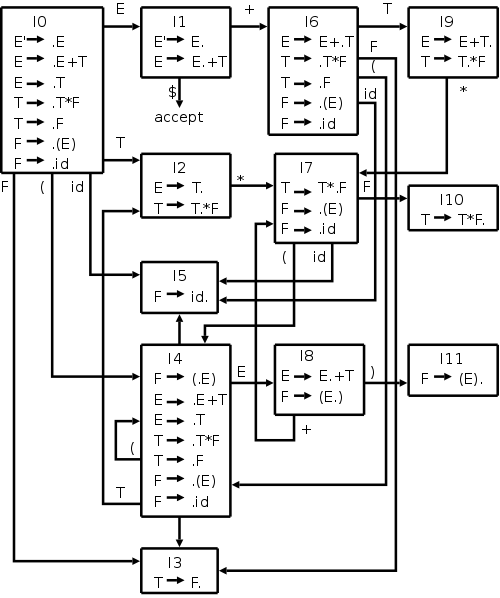 I0
E' → .E
E → .E+T
E → .T
T → .T*F
T → .F
F → .(E)
F → .id
E
I1
E' → E.
E → E.+T
$
accept
+
I6
E → E+.T
T → .T*F
T → .F
F → .(E)
F → .id
T
F
(
id
I9
E → E+T.
T → T.*F
*
T
I2
E → T.
T → T.*F
*
I7
T → T*.F
F → .(E)
F → .id
F
I10
T → T*F.
F
(
id
(
id
I5
F → id.
I4
F → (.E)
E → .E+T
E → .T
T → .T*F
T → .F
F → .(E)
F → .id
(
T
E
I8
E → E.+T
F → (E.)
+
)
I11
F → (E).
I3
T → F.